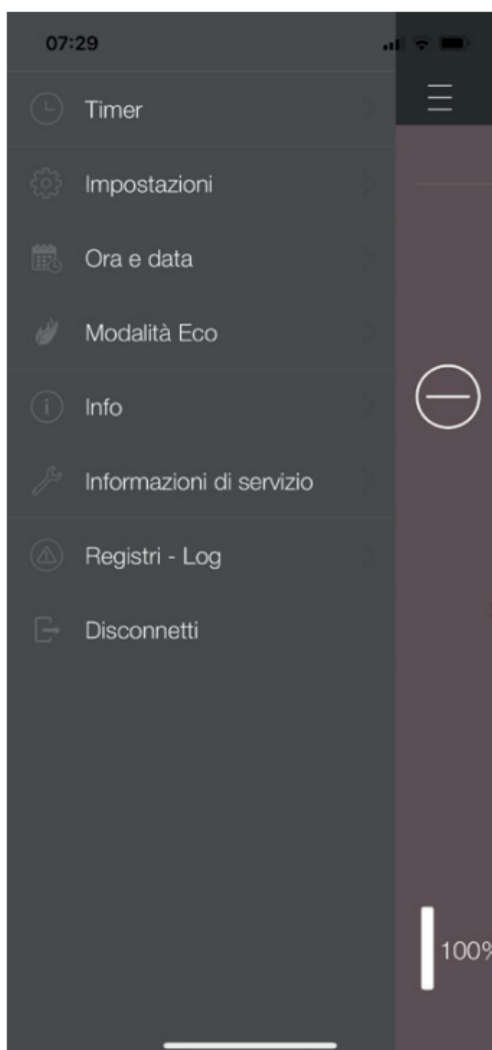 07:29
Timer
Impostazioni
Ora e data
Modalità Eco
Info
Informazioni di servizio
Registri - Log
Disconnetti
100%